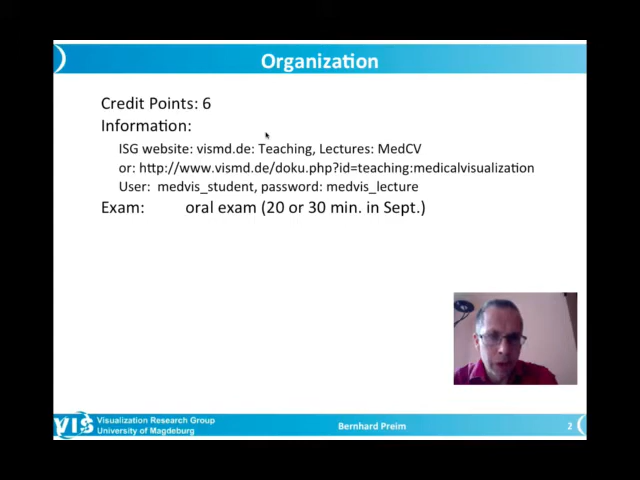 Organization
Credit Points: 6
Information:
ISG website: vismd.de: Teaching, Lectures: MedCV
or: http://www.vismd.de/doku.php?id=teaching:medicalvisualization
User: medvis_student, password: medvis_lecture
Exam: oral exam (20 or 30 min. in Sept.)
VIS
Visualization Research Group
University of Magdeburg
Bernhard Preim
2